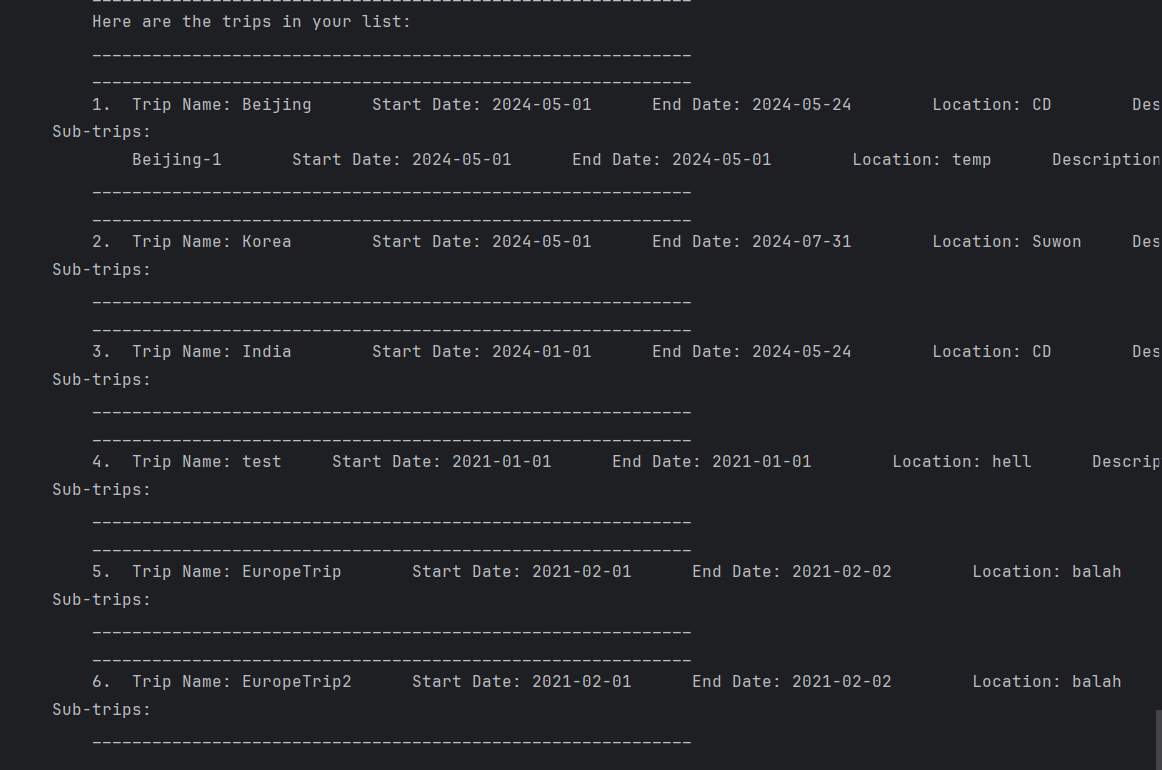 ____________________________________________________________
Here are the trips in your list:
____________________________________________________________
____________________________________________________________
1.  Trip Name: Beijing      Start Date: 2024-05-01      End Date: 2024-05-24        Location: CD        Des
Sub-trips:
        Beijing-1       Start Date: 2024-05-01      End Date: 2024-05-01        Location: temp      Description
____________________________________________________________
____________________________________________________________
2.  Trip Name: Korea        Start Date: 2024-05-01      End Date: 2024-07-31        Location: Suwon     Des
Sub-trips:
____________________________________________________________
____________________________________________________________
3.  Trip Name: India        Start Date: 2024-01-01      End Date: 2024-05-24        Location: CD        Des
Sub-trips:
____________________________________________________________
____________________________________________________________
4.  Trip Name: test     Start Date: 2021-01-01      End Date: 2021-01-01        Location: hell      Descrip
Sub-trips:
____________________________________________________________
____________________________________________________________
5.  Trip Name: EuropeTrip       Start Date: 2021-02-01      End Date: 2021-02-02        Location: balah
Sub-trips:
____________________________________________________________
____________________________________________________________
6.  Trip Name: EuropeTrip2      Start Date: 2021-02-01      End Date: 2021-02-02        Location: balah
Sub-trips:
____________________________________________________________